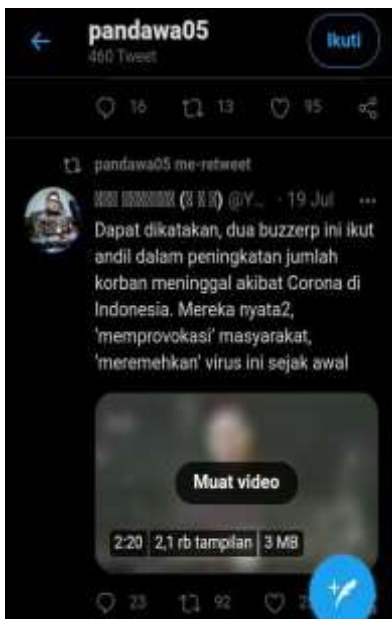 pandawa05
Ikuti
460 Tweet
16 13 95
pandawa05 me-retweet
@Y... · 19 Jul
Dapat dikatakan, dua buzzerp ini ikut
andil dalam peningkatan jumlah
korban meninggal akibat Corona di
Indonesia. Mereka nyata2,
'memprovokasi' masyarakat,
'meremehkan' virus ini sejak awal
Muat video
2:20 2,1 rb tampilan 3 MB
23 92